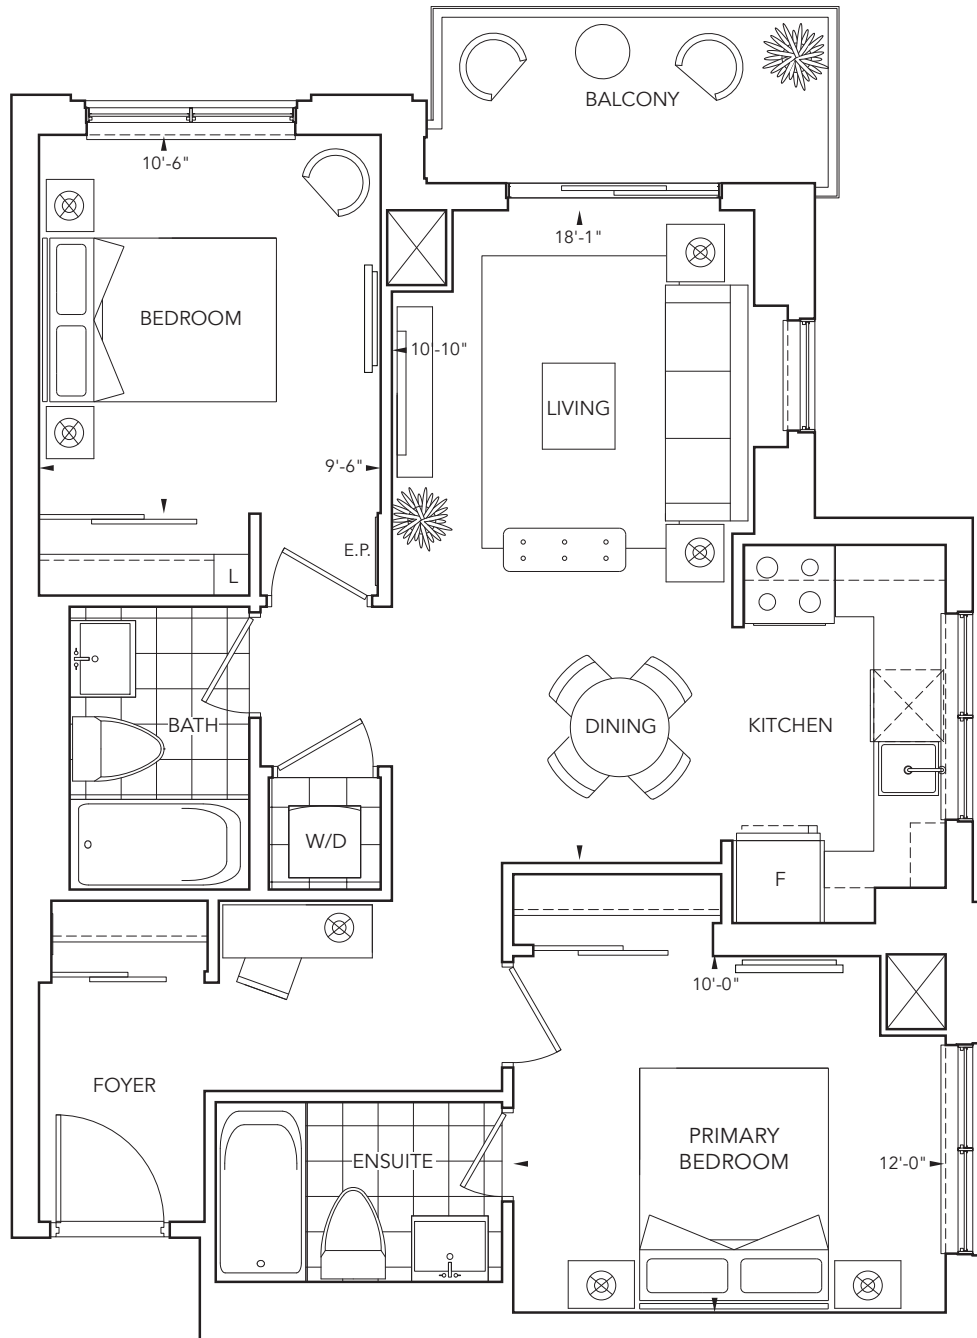 BALCONY
10'-6"
18'-1"
BEDROOM
10'-10"
LIVING
9'-6"
E.P.
L
BATH
DINING
KITCHEN
W/D
F
10'-0"
FOYER
PRIMARY
BEDROOM
ENSUITE
12'-0"